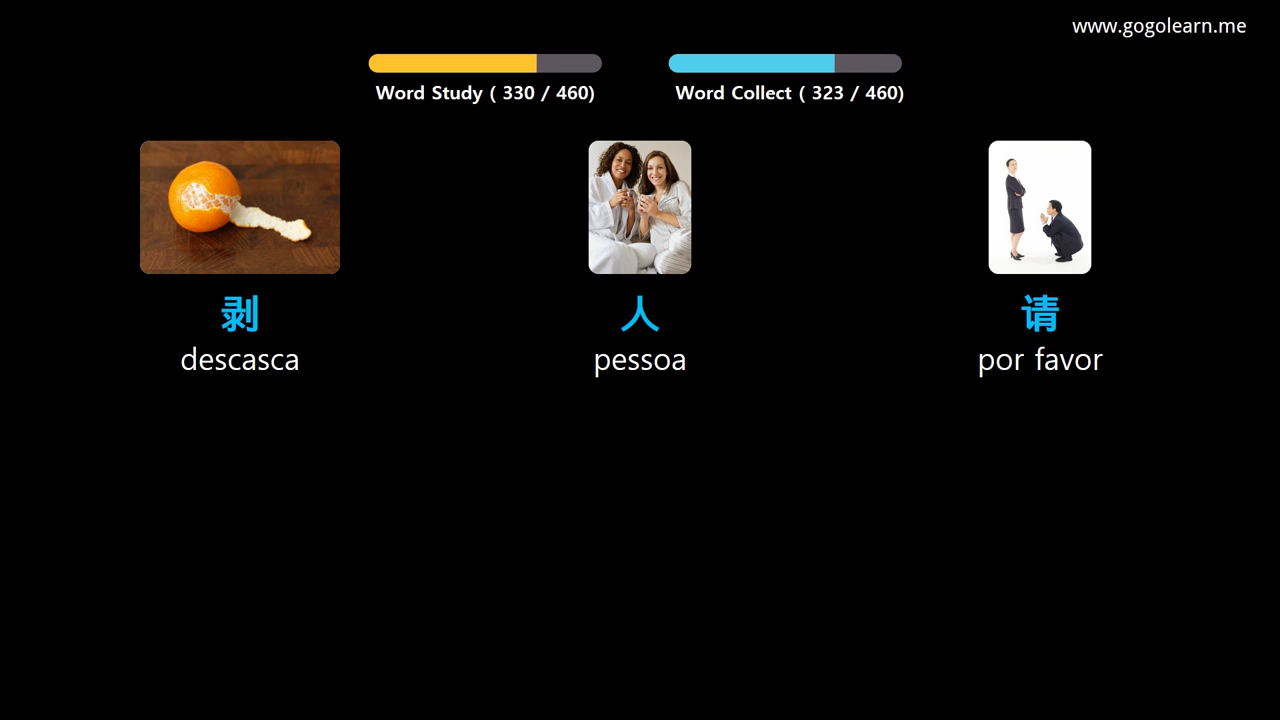 www.gogolearn.me
Word Study ( 330 / 460)
Word Collect ( 323 / 460)
剥
descasca
人
pessoa
请
por favor